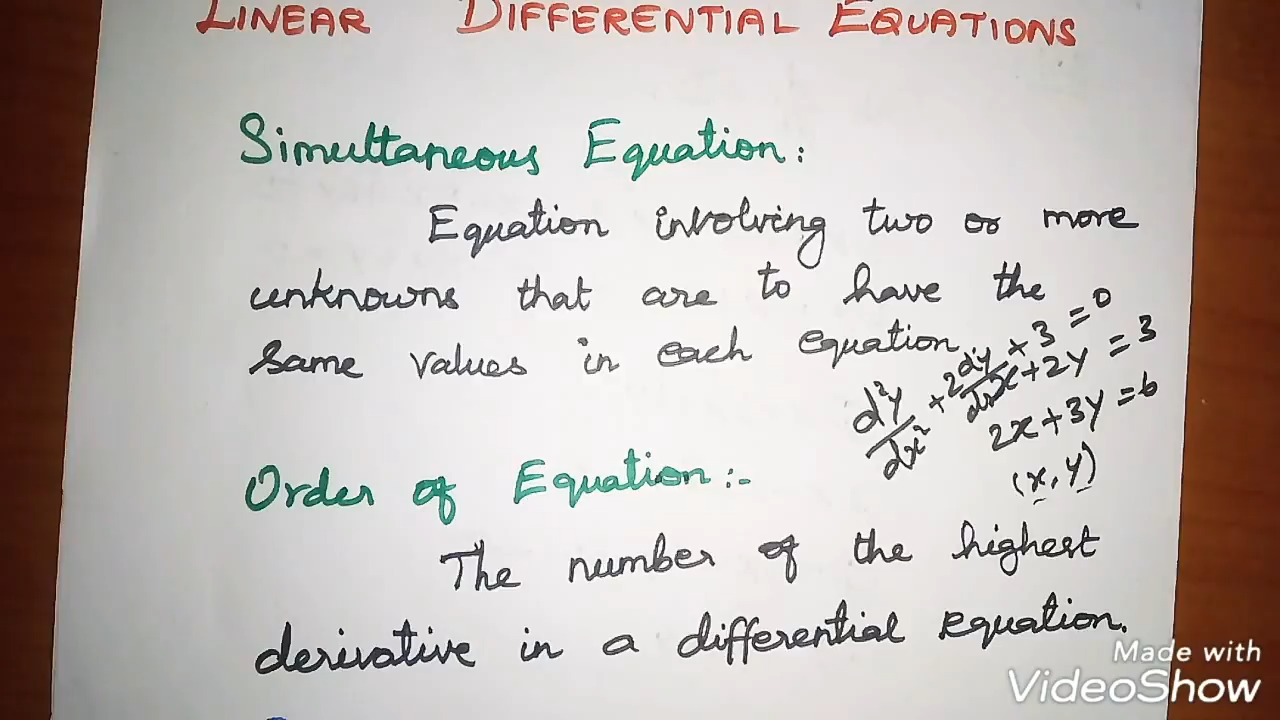 LINEAR DIFFERENTIAL EQUATIONS
Simultaneous Equation:
Equation involving two or more
unknowns that are to have the
same values in each equation.
d²y/dx² + 2dy/dx + 3 = 0
x + 2y = 3
2x + 3y = 6
(x, y)
Order of Equation :-
The number of the highest
derivative in a differential equation.
Made with
VideoShow